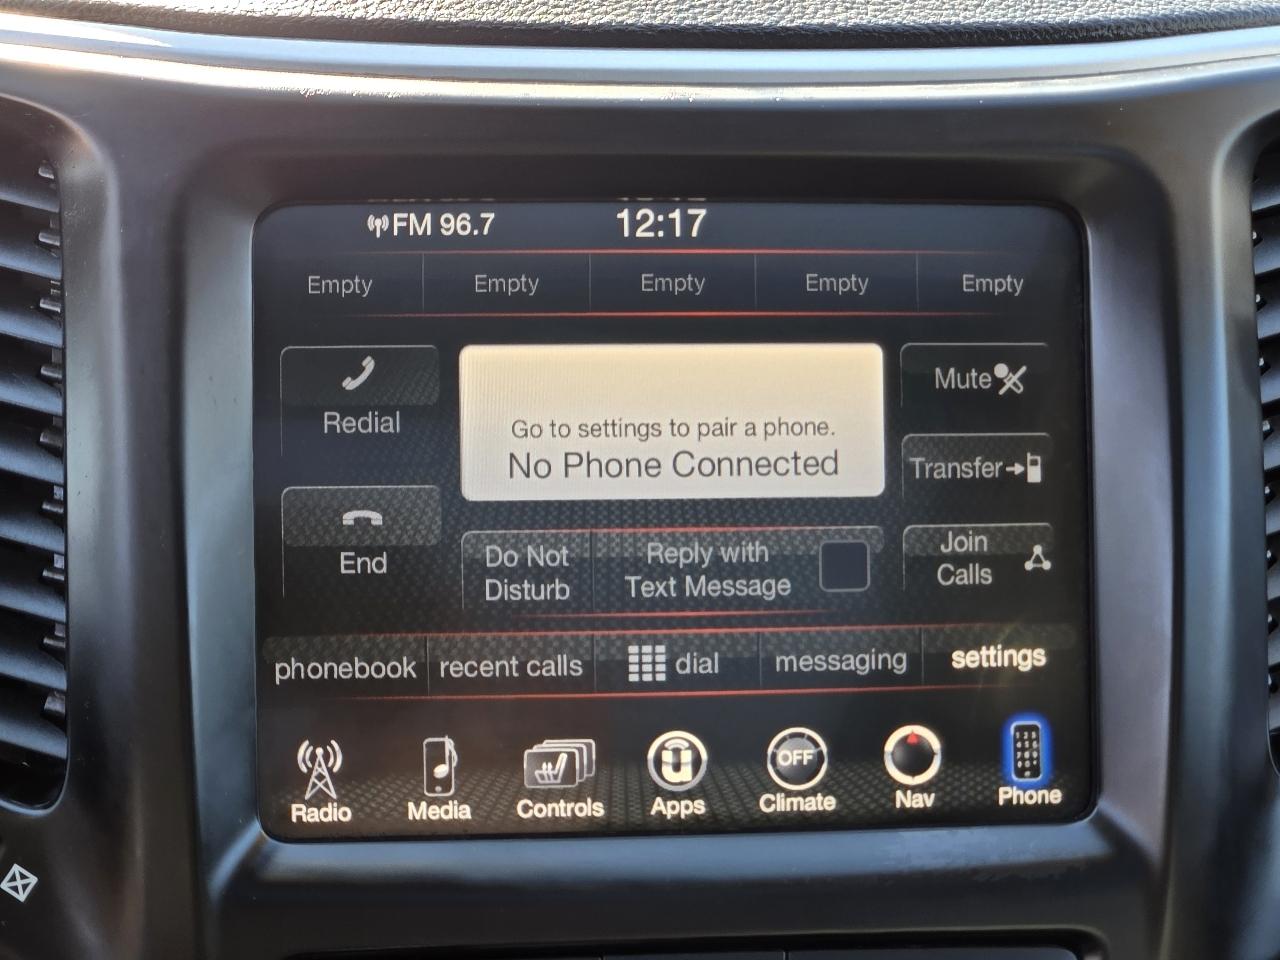 FM 96.7 12:17
Empty Empty Empty Empty Empty
Redial
Go to settings to pair a phone.
No Phone Connected
Mute
Transfer
End
Do Not
Disturb
Reply with
Text Message
Join
Calls
phonebook recent calls dial messaging settings
OFF
Radio Media Controls Apps Climate Nav Phone